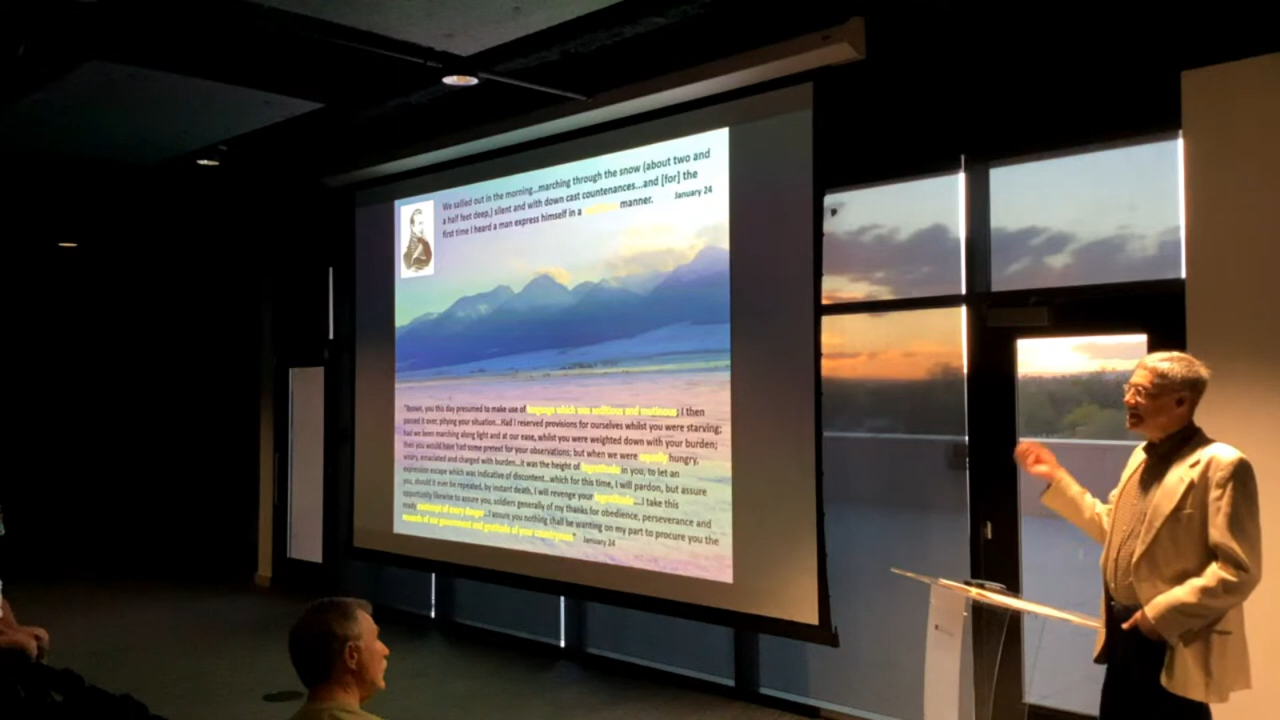 We sallied out in the morning...marching through the snow (about two and
a half feet deep,) silent and with down cast countenances...and [for] the
first time I heard a man express himself in a manner. January 24
"Brown, you this day presumed to make use of language which was seditious and mutinous; I then
passed it over, pitying your situation...Had I reserved provisions for ourselves whilst you were starving;
had we been marching along light and at our ease, whilst you were weighted down with your burden;
then you would have had some pretext for your observations; but when we were equally hungry,
weary, emaciated and charged with burden...it was the height of ingratitude in you, to let an
expression escape which was indicative of discontent...which for this time, I will pardon, but assure
you, should it ever be repeated, by instant death, I will revenge your ingratitude...I take this
opportunity likewise to assure you, soldiers generally of my thanks for obedience, perseverance and
ready contempt of every danger...I assure you nothing shall be wanting on my part to procure you the
rewards of our government and gratitude of your countrymen" January 24